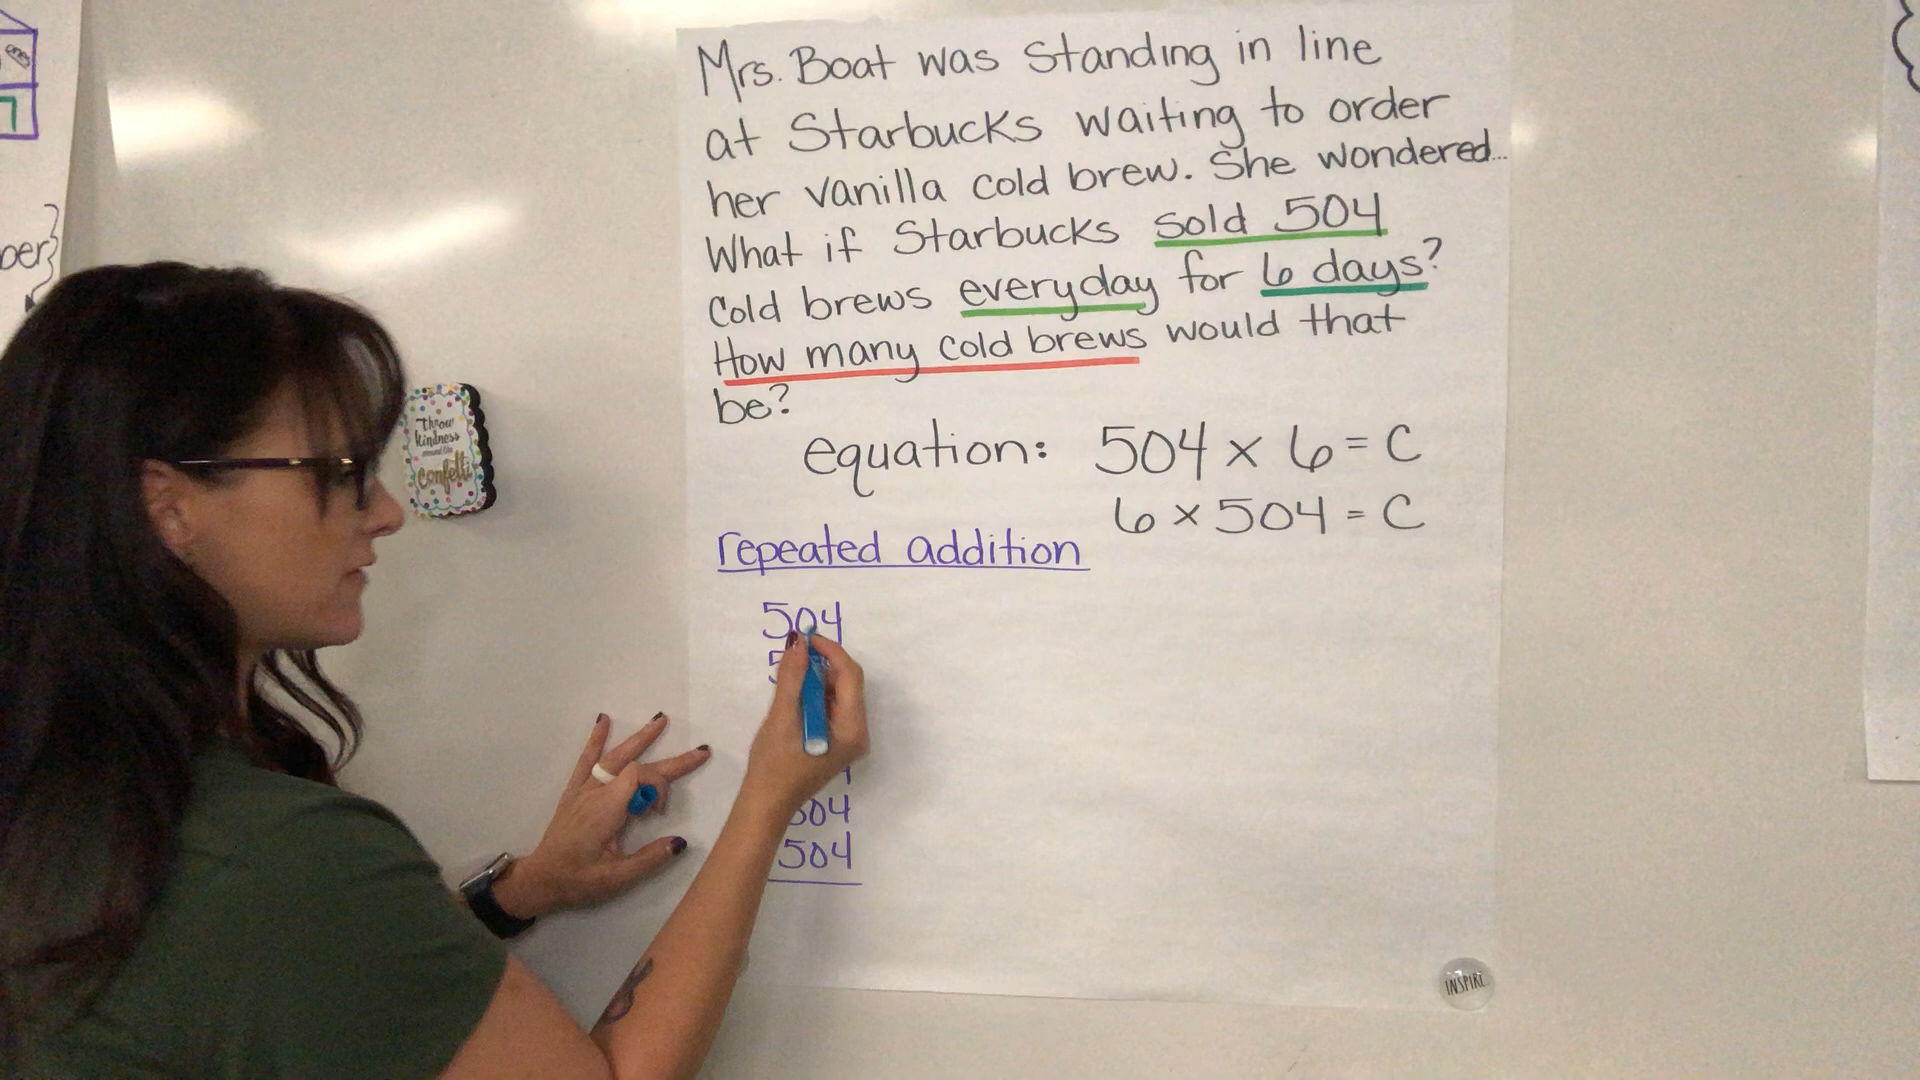 Mrs. Boat was standing in line
at Starbucks waiting to order
her vanilla cold brew. She wondered...
What if Starbucks sold 504
cold brews everyday for 6 days?
How many cold brews would that
be?
equation: 504 x 6 = C
6 x 504 = C
repeated addition
504
504
504
throw
kindness
around like
confetti
INSPIRE